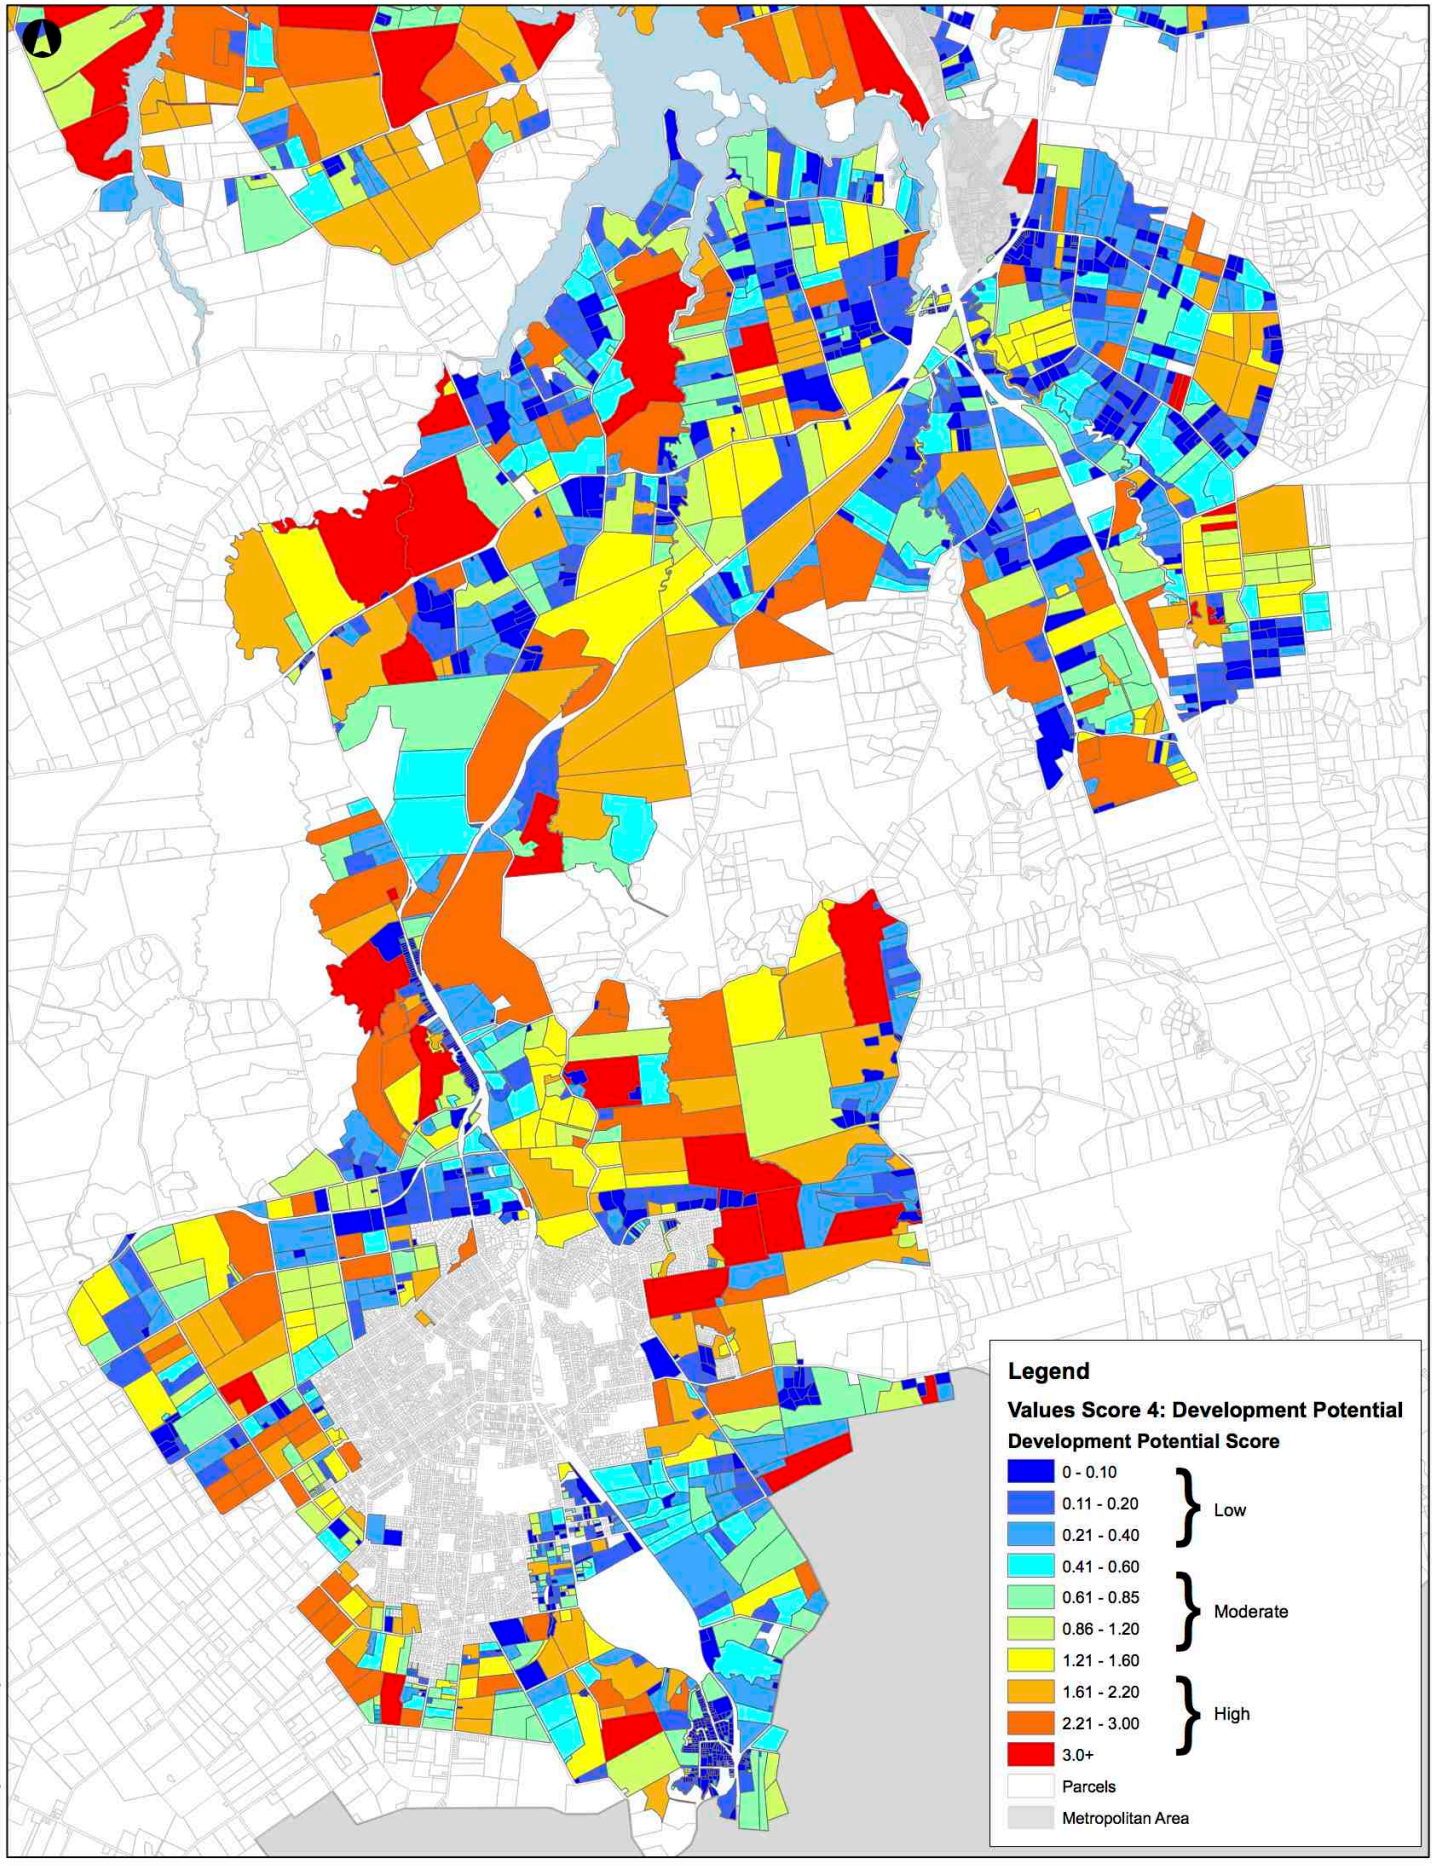 Legend
Values Score 4: Development Potential
Development Potential Score
0 - 0.10
0.11 - 0.20
0.21 - 0.40
Low
0.41 - 0.60
0.61 - 0.85
0.86 - 1.20
Moderate
1.21 - 1.60
1.61 - 2.20
2.21 - 3.00
High
3.0+
Parcels
Metropolitan Area